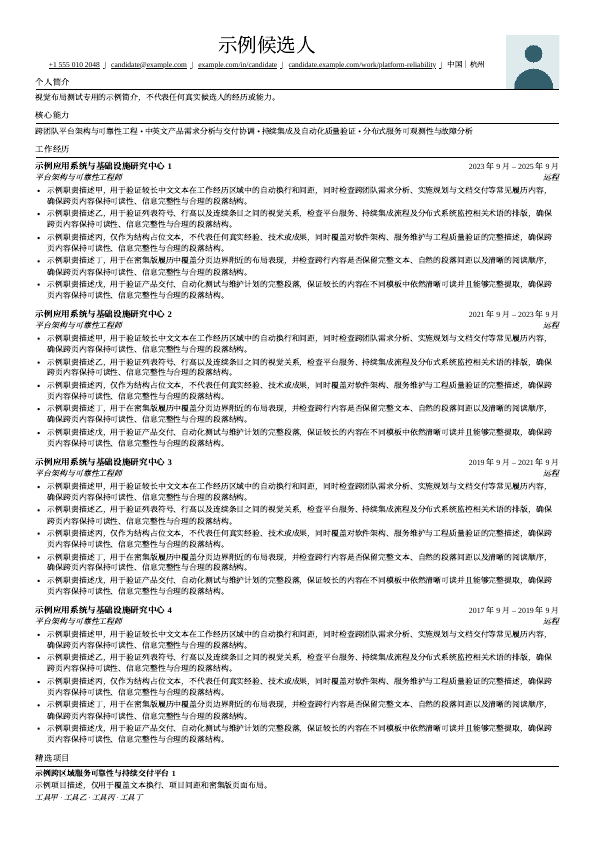 示例候选人
+1 555 010 2048 | candidate@example.com | example.com/in/candidate | candidate.example.com/work/platform-reliability | 中国｜杭州
个人简介
视觉布局测试专用的示例简介，不代表任何真实候选人的经历或能力。
核心能力
跨团队平台架构与可靠性工程 • 中英文产品需求分析与交付协调 • 持续集成及自动化质量验证 • 分布式服务可观测性与故障分析
工作经历
示例应用系统与基础设施研究中心 1 2023 年 9 月 – 2025 年 9 月
平台架构与可靠性工程师 远程
• 示例职责描述甲，用于验证较长中文文本在工作经历区域中的自动换行和间距，同时检查跨团队需求分析、实施规划与文档交付等常见履历内容，
确保跨页内容保持可读性、信息完整性与合理的段落结构。
• 示例职责描述乙，用于验证列表符号、行高以及连续条目之间的视觉关系，检查平台服务、持续集成流程及分布式系统监控相关术语的排版，确保
跨页内容保持可读性、信息完整性与合理的段落结构。
• 示例职责描述丙，仅作为结构占位文本，不代表任何真实经验、技术或成果，同时覆盖对软件架构、服务维护与工程质量验证的完整描述，确保跨
页内容保持可读性、信息完整性与合理的段落结构。
• 示例职责描述丁，用于在密集版履历中覆盖分页边界附近的布局表现，并检查跨行内容是否保留完整文本、自然的段落间距以及清晰的阅读顺序，
确保跨页内容保持可读性、信息完整性与合理的段落结构。
• 示例职责描述戊，用于验证产品交付、自动化测试与维护计划的完整段落，保证较长的内容在不同模板中依然清晰可读并且能够完整提取，确保跨
页内容保持可读性、信息完整性与合理的段落结构。
示例应用系统与基础设施研究中心 2 2021 年 9 月 – 2023 年 9 月
平台架构与可靠性工程师 远程
• 示例职责描述甲，用于验证较长中文文本在工作经历区域中的自动换行和间距，同时检查跨团队需求分析、实施规划与文档交付等常见履历内容，
确保跨页内容保持可读性、信息完整性与合理的段落结构。
• 示例职责描述乙，用于验证列表符号、行高以及连续条目之间的视觉关系，检查平台服务、持续集成流程及分布式系统监控相关术语的排版，确保
跨页内容保持可读性、信息完整性与合理的段落结构。
• 示例职责描述丙，仅作为结构占位文本，不代表任何真实经验、技术或成果，同时覆盖对软件架构、服务维护与工程质量验证的完整描述，确保跨
页内容保持可读性、信息完整性与合理的段落结构。
• 示例职责描述丁，用于在密集版履历中覆盖分页边界附近的布局表现，并检查跨行内容是否保留完整文本、自然的段落间距以及清晰的阅读顺序，
确保跨页内容保持可读性、信息完整性与合理的段落结构。
• 示例职责描述戊，用于验证产品交付、自动化测试与维护计划的完整段落，保证较长的内容在不同模板中依然清晰可读并且能够完整提取，确保跨
页内容保持可读性、信息完整性与合理的段落结构。
示例应用系统与基础设施研究中心 3 2019 年 9 月 – 2021 年 9 月
平台架构与可靠性工程师 远程
• 示例职责描述甲，用于验证较长中文文本在工作经历区域中的自动换行和间距，同时检查跨团队需求分析、实施规划与文档交付等常见履历内容，
确保跨页内容保持可读性、信息完整性与合理的段落结构。
• 示例职责描述乙，用于验证列表符号、行高以及连续条目之间的视觉关系，检查平台服务、持续集成流程及分布式系统监控相关术语的排版，确保
跨页内容保持可读性、信息完整性与合理的段落结构。
• 示例职责描述丙，仅作为结构占位文本，不代表任何真实经验、技术或成果，同时覆盖对软件架构、服务维护与工程质量验证的完整描述，确保跨
页内容保持可读性、信息完整性与合理的段落结构。
• 示例职责描述丁，用于在密集版履历中覆盖分页边界附近的布局表现，并检查跨行内容是否保留完整文本、自然的段落间距以及清晰的阅读顺序，
确保跨页内容保持可读性、信息完整性与合理的段落结构。
• 示例职责描述戊，用于验证产品交付、自动化测试与维护计划的完整段落，保证较长的内容在不同模板中依然清晰可读并且能够完整提取，确保跨
页内容保持可读性、信息完整性与合理的段落结构。
示例应用系统与基础设施研究中心 4 2017 年 9 月 – 2019 年 9 月
平台架构与可靠性工程师 远程
• 示例职责描述甲，用于验证较长中文文本在工作经历区域中的自动换行和间距，同时检查跨团队需求分析、实施规划与文档交付等常见履历内容，
确保跨页内容保持可读性、信息完整性与合理的段落结构。
• 示例职责描述乙，用于验证列表符号、行高以及连续条目之间的视觉关系，检查平台服务、持续集成流程及分布式系统监控相关术语的排版，确保
跨页内容保持可读性、信息完整性与合理的段落结构。
• 示例职责描述丙，仅作为结构占位文本，不代表任何真实经验、技术或成果，同时覆盖对软件架构、服务维护与工程质量验证的完整描述，确保跨
页内容保持可读性、信息完整性与合理的段落结构。
• 示例职责描述丁，用于在密集版履历中覆盖分页边界附近的布局表现，并检查跨行内容是否保留完整文本、自然的段落间距以及清晰的阅读顺序，
确保跨页内容保持可读性、信息完整性与合理的段落结构。
• 示例职责描述戊，用于验证产品交付、自动化测试与维护计划的完整段落，保证较长的内容在不同模板中依然清晰可读并且能够完整提取，确保跨
页内容保持可读性、信息完整性与合理的段落结构。
精选项目
示例跨区域服务可靠性与持续交付平台 1
示例项目描述，仅用于覆盖文本换行、项目间距和密集版页面布局。
工具甲 · 工具乙 · 工具丙 · 工具丁